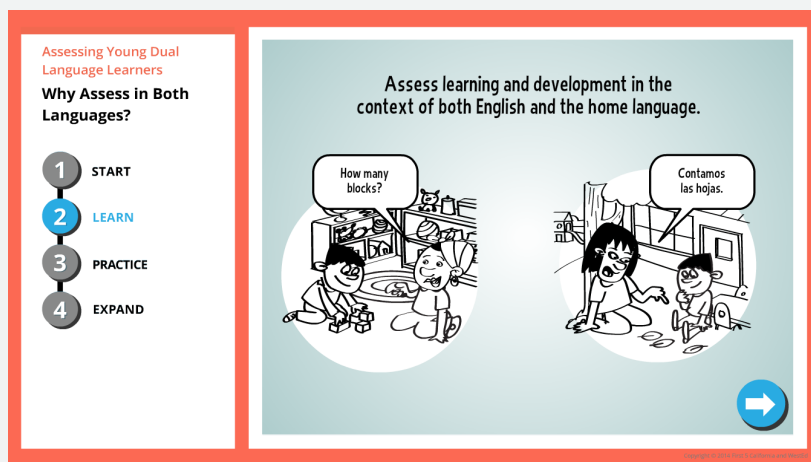 Assessing Young Dual
Language Learners
Why Assess in Both
Languages?
1 START
2 LEARN
3 PRACTICE
4 EXPAND
Assess learning and development in the
context of both English and the home language.
How many
blocks?
Contamos
las hojas.